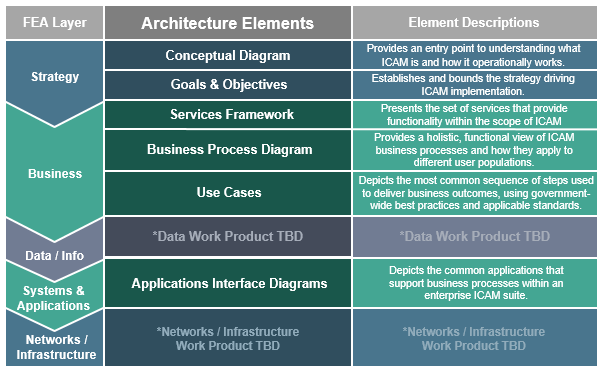 FEA Layer
Architecture Elements
Element Descriptions
Strategy
Conceptual Diagram
Provides an entry point to understanding what
ICAM is and how it operationally works.
Goals & Objectives
Establishes and bounds the strategy driving
ICAM implementation.
Business
Services Framework
Presents the set of services that provide
functionality within the scope of ICAM
Business Process Diagram
Provides a holistic, functional view of ICAM
business processes and how they apply to
different user populations.
Use Cases
Depicts the most common sequence of steps used
to deliver business outcomes, using government-
wide best practices and applicable standards.
Data / Info
*Data Work Product TBD
*Data Work Product TBD
Systems &
Applications
Applications Interface Diagrams
Depicts the common applications that
support business processes within an
enterprise ICAM suite.
Networks /
Infrastructure
*Networks / Infrastructure
Work Product TBD
*Networks / Infrastructure
Work Product TBD